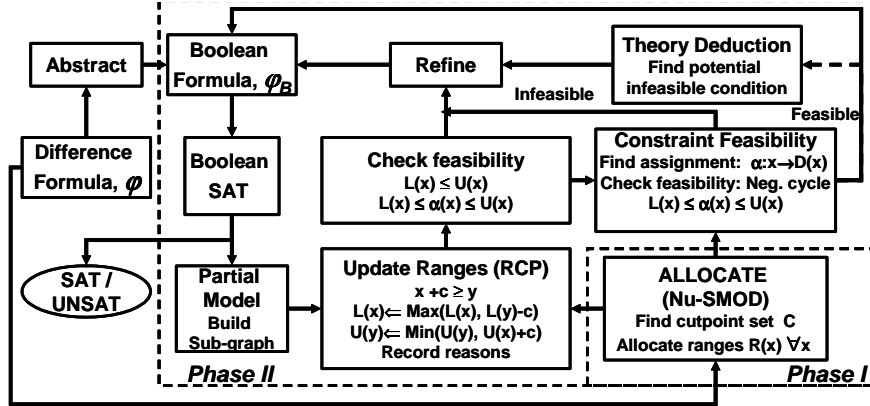 Abstract
Difference
Formula, φ
SAT /
UNSAT
Boolean
Formula, φB
Boolean
SAT
Partial
Model
Build
Sub-graph
Phase II
Refine
Infeasible
Check feasibility
L(x) ≤ U(x)
L(x) ≤ α(x) ≤ U(x)
Update Ranges (RCP)
x +c ≥ y
L(x)⇐ Max(L(x), L(y)-c)
U(y)⇐ Min(U(y), U(x)+c)
Record reasons
Theory Deduction
Find potential
infeasible condition
Feasible
Constraint Feasibility
Find assignment: α:x→D(x)
Check feasibility: Neg. cycle
L(x) ≤ α(x) ≤ U(x)
ALLOCATE
(Nu-SMOD)
Find cutpoint set C
Allocate ranges R(x) ∀x
Phase I